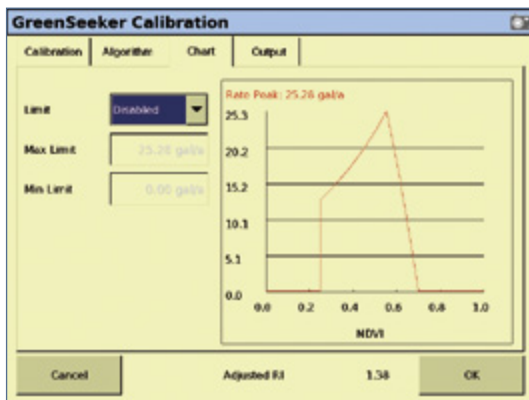 GreenSeeker Calibration
Calibration Algorithm Chart Output
Limit Disabled
Max Limit 25.28 gal/a
Min Limit 0.00 gal/a
Rate Peak: 25.28 gal/a
25.3
20.2
15.2
10.1
5.1
0.0
0.0 0.2 0.4 0.6 0.8 1.0
NDVI
Cancel Adjusted RI 1.38 OK